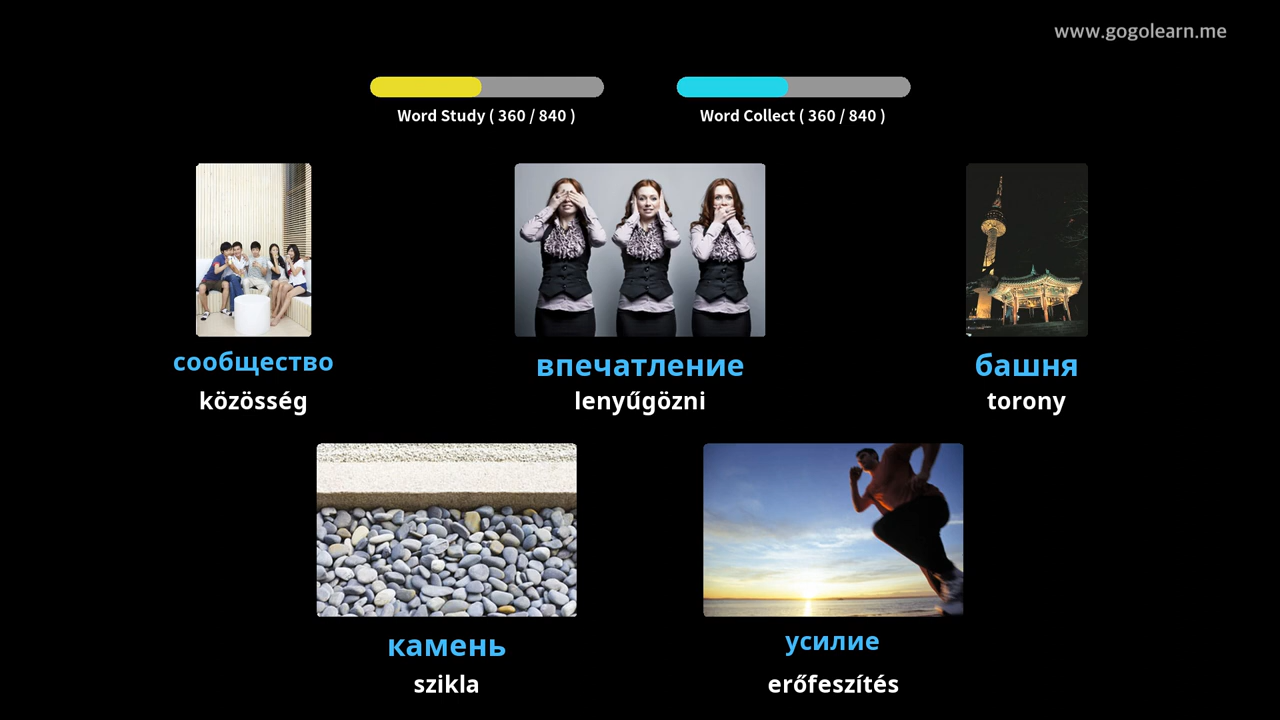 www.gogolearn.me
Word Study ( 360 / 840 )
Word Collect ( 360 / 840 )
сообщество
közösség
впечатление
lenyűgözni
башня
torony
камень
szikla
усилие
erőfeszítés